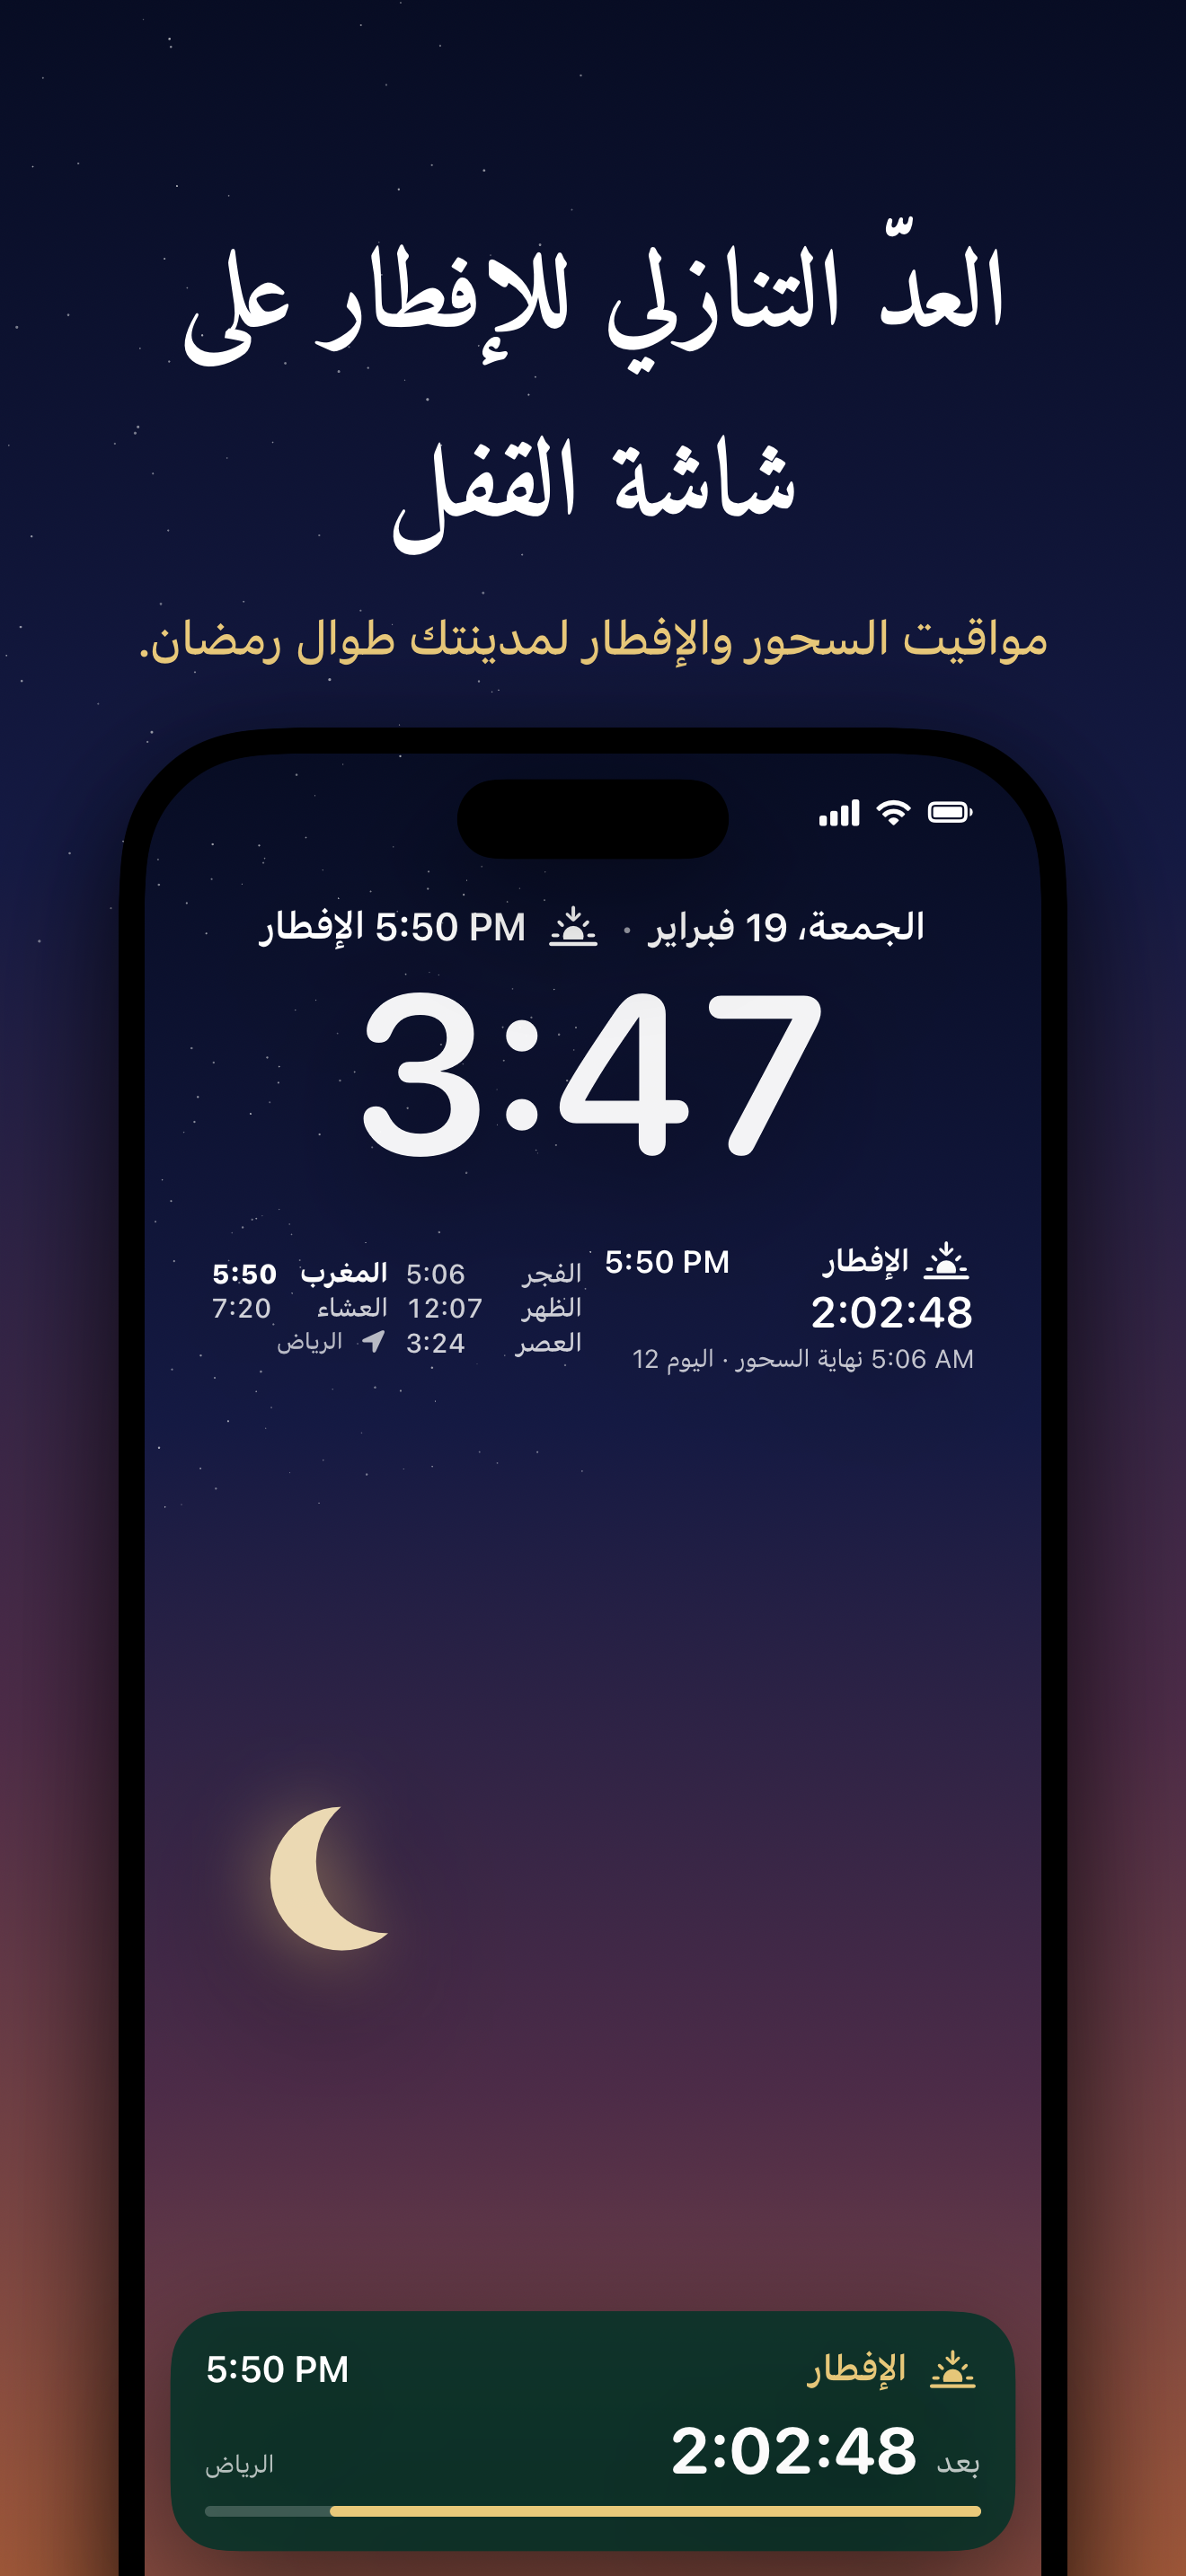 العدّ التنازلي للإفطار على
شاشة القفل
مواقيت السحور والإفطار لمدينتك طوال رمضان.
الجمعة، 19 فبراير · 5:50 PM الإفطار
3:47
الإفطار 5:50 PM
2:02:48
5:06 AM نهاية السحور · اليوم 12
الفجر 5:06 المغرب 5:50
الظهر 12:07 العشاء 7:20
العصر 3:24 الرياض
الإفطار 5:50 PM
بعد 2:02:48 الرياض